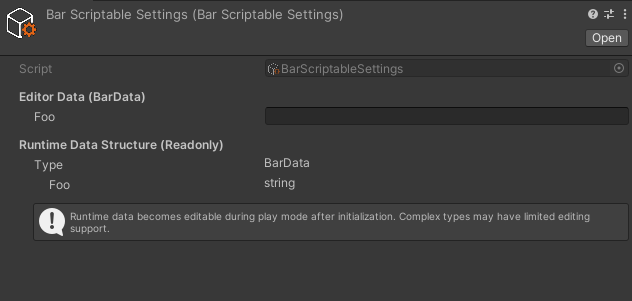 Bar Scriptable Settings (Bar Scriptable Settings)
Open
Script BarScriptableSettings
Editor Data (BarData)
Foo
Runtime Data Structure (Readonly)
Type BarData
Foo string
Runtime data becomes editable during play mode after initialization. Complex types may have limited editing
support.